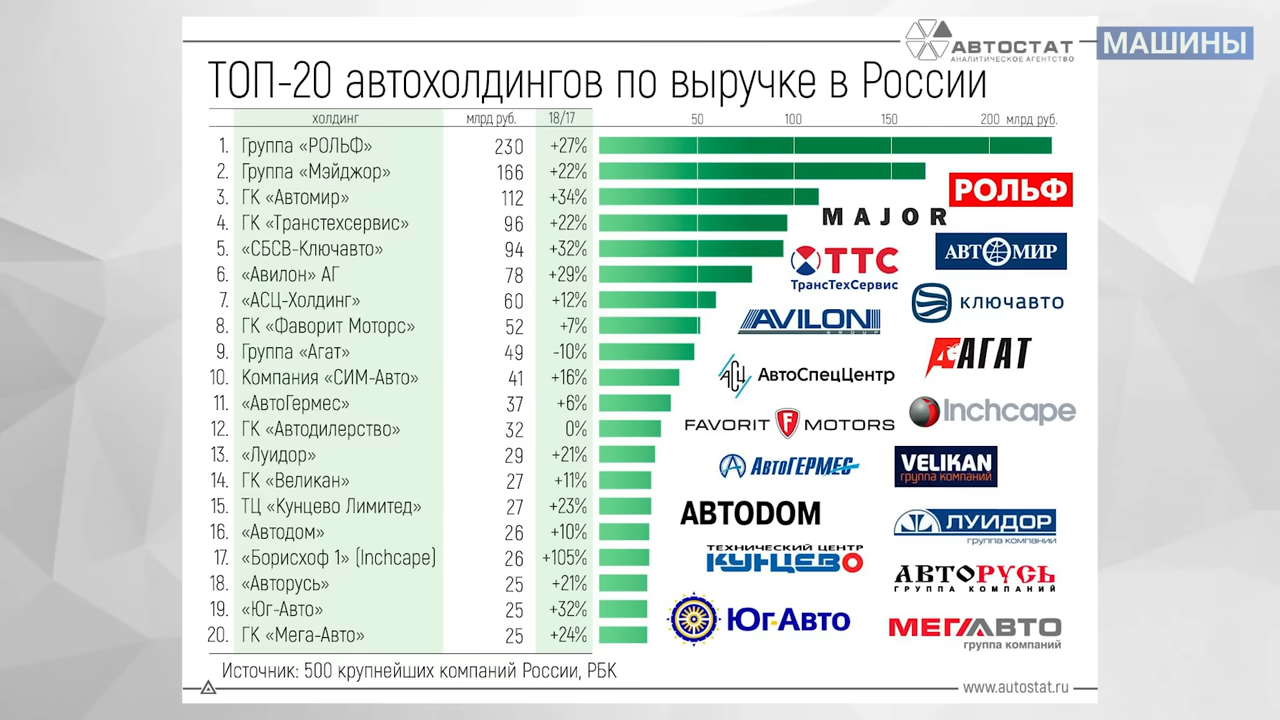 АВТОСТАТ
АНАЛИТИЧЕСКОЕ АГЕНТСТВО
МАШИНЫ
ТОП-20 автохолдингов по выручке в России
холдинг млрд руб. 18/17 50 100 150 200 млрд руб.
1. Группа «РОЛЬФ» 230 +27%
2. Группа «Мэйджор» 166 +22%
3. ГК «Автомир» 112 +34%
4. ГК «Транстехсервис» 96 +22%
5. «СБСВ-Ключавто» 94 +32%
6. «Авилон» АГ 78 +29%
7. «АСЦ-Холдинг» 60 +12%
8. ГК «Фаворит Моторс» 52 +7%
9. Группа «Агат» 49 -10%
10. Компания «СИМ-Авто» 41 +16%
11. «АвтоГермес» 37 +6%
12. ГК «Автодилерство» 32 0%
13. «Луидор» 29 +21%
14. ГК «Великан» 27 +11%
15. ТЦ «Кунцево Лимитед» 27 +23%
16. «Автодом» 26 +10%
17. «Борисхоф 1» (Inchcape) 26 +105%
18. «Авторусь» 25 +21%
19. «Юг-Авто» 25 +32%
20. ГК «Мега-Авто» 25 +24%
РОЛЬФ
MAJOR
АВТОМИР
ТТС
ТрансТехСервис
КЛЮЧАВТО
AVILON
GROUP
АГАТ
АСЦ АвтоСпецЦентр
Inchcape
FAVORIT F MOTORS
АвтоГЕРМЕС
VELIKAN
группа компаний
АВТОDOM
ЛУИДОР
группа компаний
ТЕХНИЧЕСКИЙ ЦЕНТР
КУНЦЕВО
АВТОРУСЬ
ГРУППА КОМПАНИЙ
Юг-Авто
МЕГААВТО
группа компаний
Источник: 500 крупнейших компаний России, РБК
www.autostat.ru